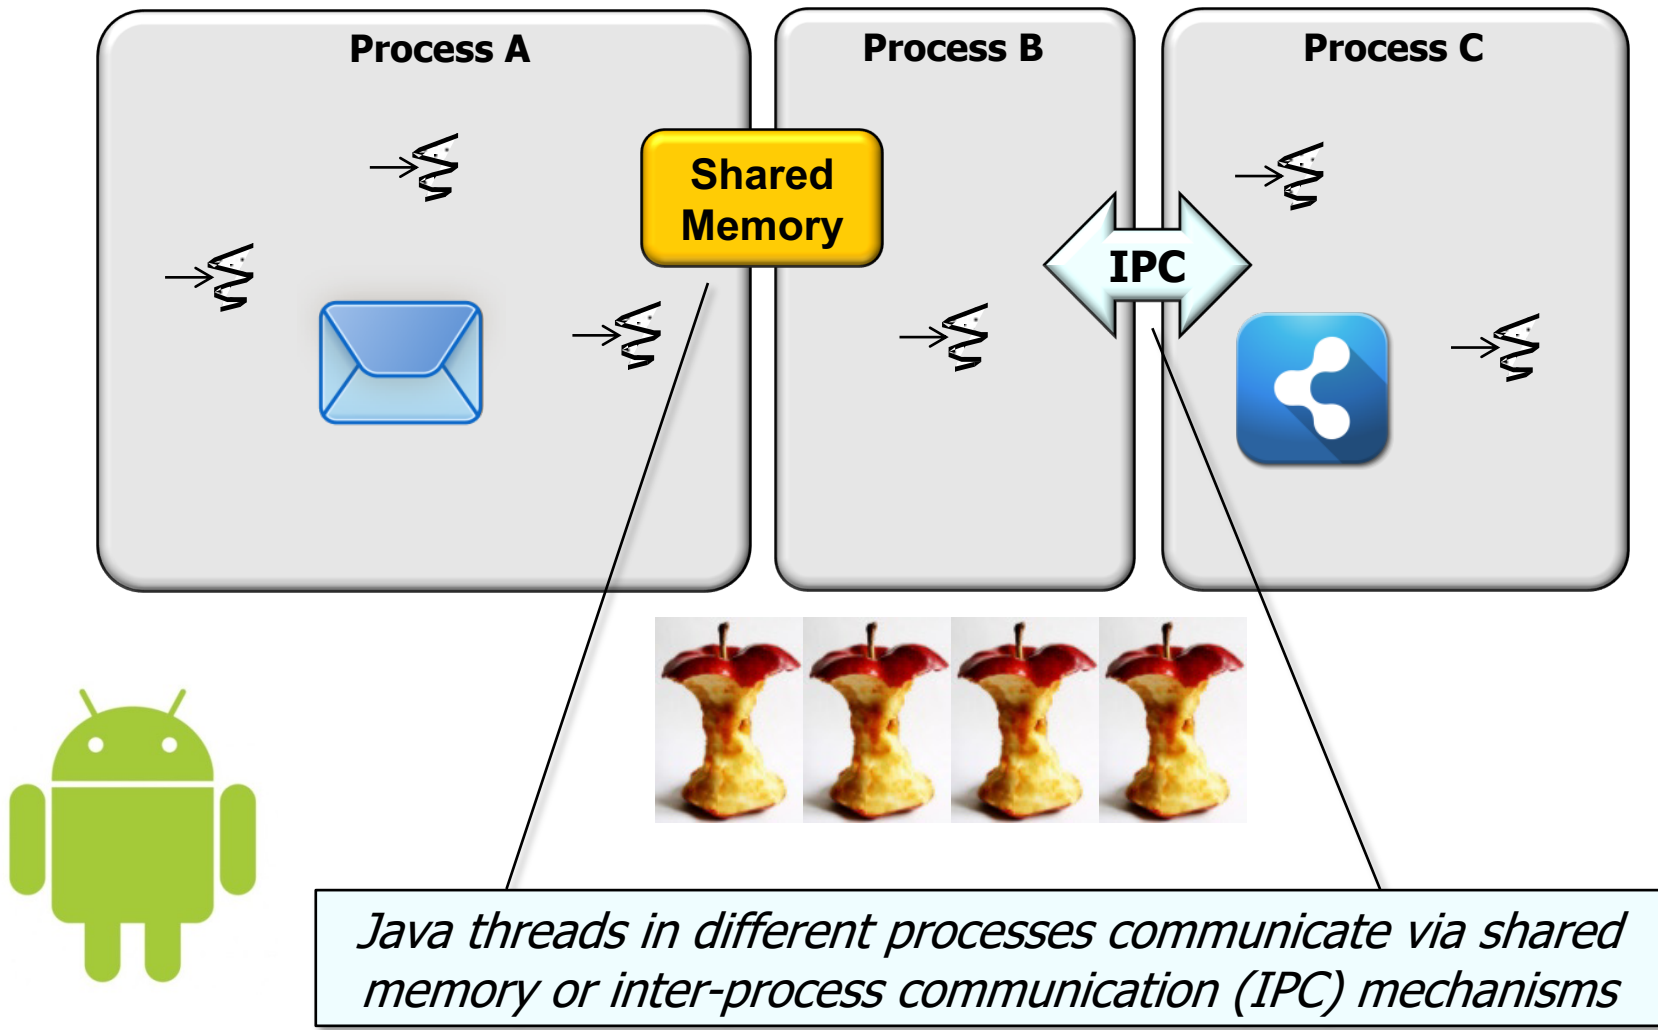 Process A
Process B
Process C
Shared
Memory
IPC
Java threads in different processes communicate via shared
memory or inter-process communication (IPC) mechanisms